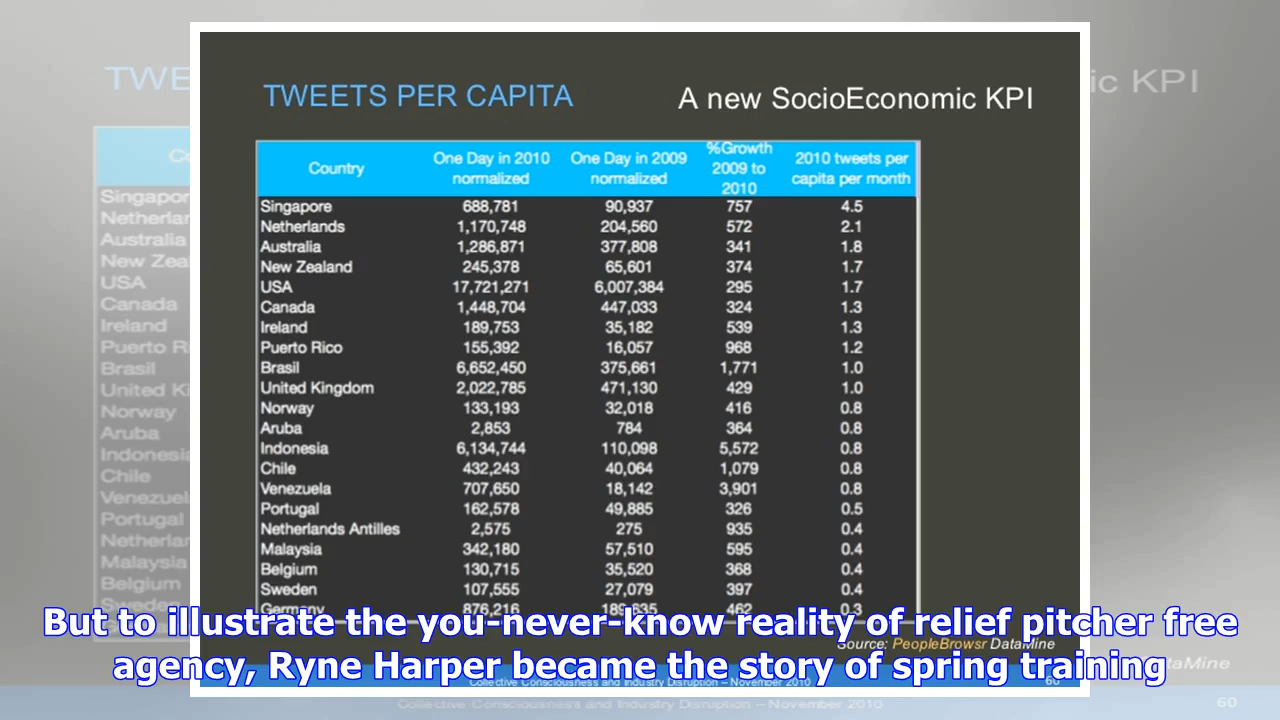 TWEETS PER CAPITA A new SocioEconomic KPI
Country One Day in 2010 normalized One Day in 2009 normalized %Growth 2009 to 2010 2010 tweets per capita per month
Singapore 688,781 90,937 757 4.5
Netherlands 1,170,748 204,560 572 2.1
Australia 1,286,871 377,808 341 1.8
New Zealand 245,378 65,601 374 1.7
USA 17,721,271 6,007,384 295 1.7
Canada 1,448,704 447,033 324 1.3
Ireland 189,753 35,182 539 1.3
Puerto Rico 155,392 16,057 968 1.2
Brasil 6,652,450 375,661 1,771 1.0
United Kingdom 2,022,785 471,130 429 1.0
Norway 133,193 32,018 416 0.8
Aruba 2,853 784 364 0.8
Indonesia 6,134,744 110,098 5,572 0.8
Chile 432,243 40,064 1,079 0.8
Venezuela 707,650 18,142 3,901 0.8
Portugal 162,578 49,885 326 0.5
Netherlands Antilles 2,575 275 935 0.4
Malaysia 342,180 57,510 595 0.4
Belgium 130,715 35,520 368 0.4
Sweden 107,555 27,079 397 0.4
Germany 876,216 462 0.3
But to illustrate the you-never-know reality of relief pitcher free
Source: PeopleBrowsr DataMine
agency, Ryne Harper became the story of spring training
Collective Consciousness and Industry Disruption – November 2010 60
Collective Consciousness and Industry Disruption – November 2010 60